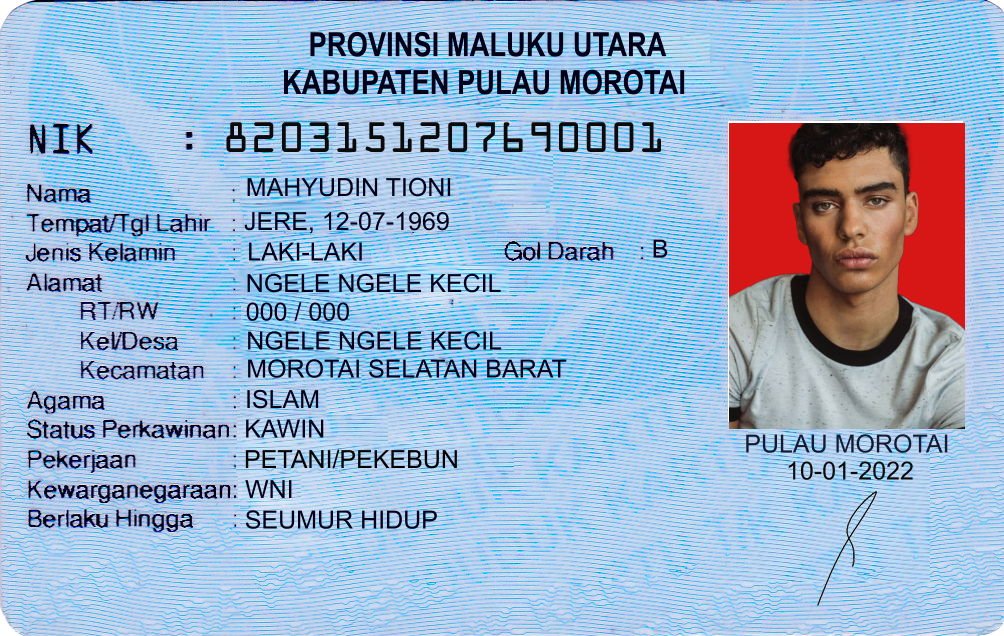 PROVINSI MALUKU UTARA
KABUPATEN PULAU MOROTAI
NIK : 8203151207690001
Nama : MAHYUDIN TIONI
Tempat/Tgl Lahir : JERE, 12-07-1969
Jenis Kelamin : LAKI-LAKI Gol Darah : B
Alamat : NGELE NGELE KECIL
RT/RW : 000 / 000
Kel/Desa : NGELE NGELE KECIL
Kecamatan : MOROTAI SELATAN BARAT
Agama : ISLAM
Status Perkawinan: KAWIN
Pekerjaan : PETANI/PEKEBUN
Kewarganegaraan: WNI
Berlaku Hingga : SEUMUR HIDUP
PULAU MOROTAI
10-01-2022